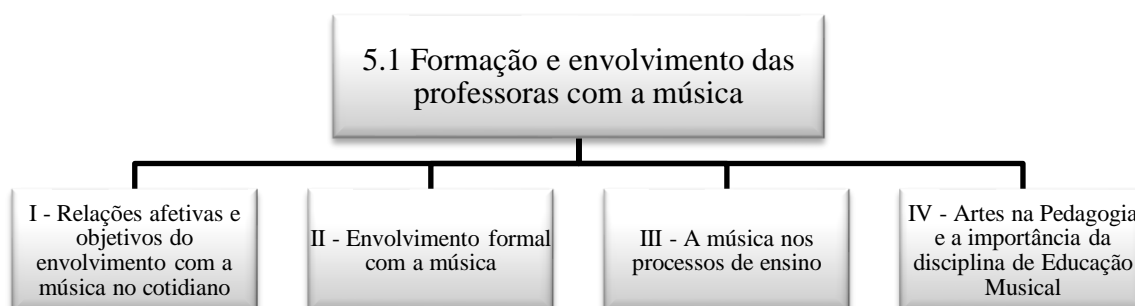 5.1 Formação e envolvimento das
professoras com a música
I - Relações afetivas e
objetivos do
envolvimento com a
música no cotidiano
II - Envolvimento formal
com a música
III - A música nos
processos de ensino
IV - Artes na Pedagogia
e a importância da
disciplina de Educação
Musical